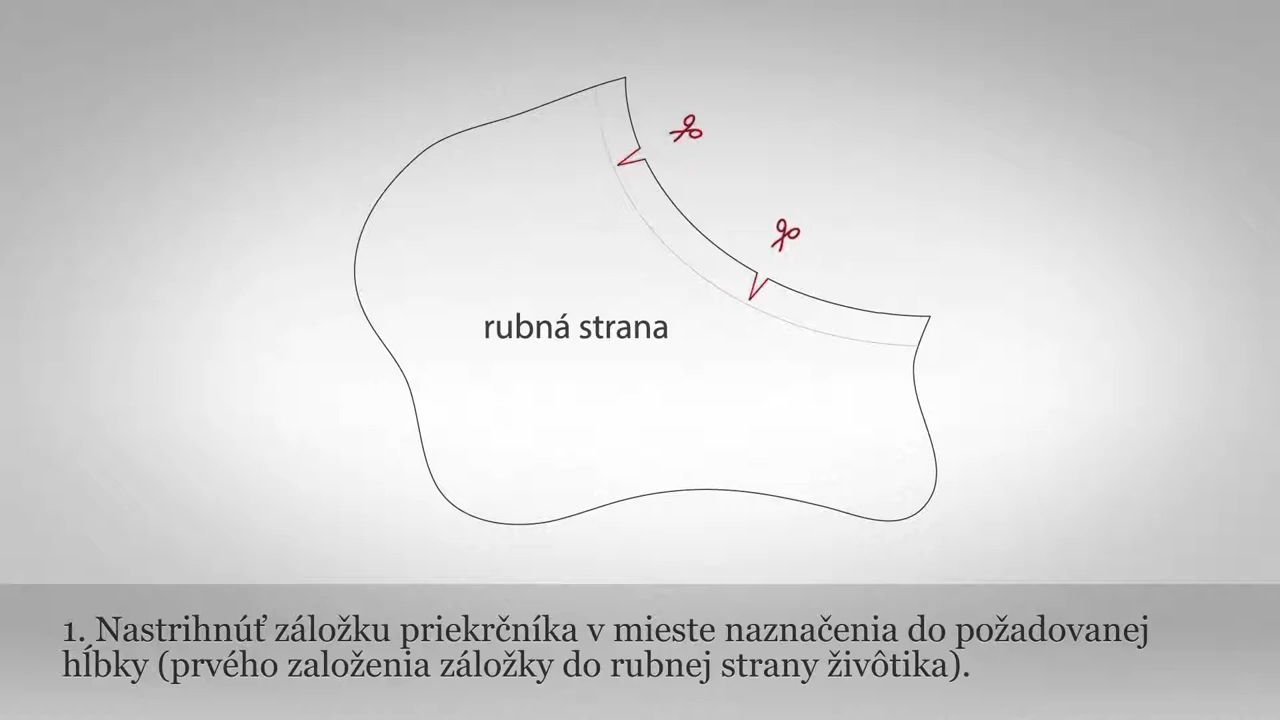 rubná strana
1. Nastrihnúť záložku priekrčníka v mieste naznačenia do požadovanej
hĺbky (prvého založenia záložky do rubnej strany živôtika).